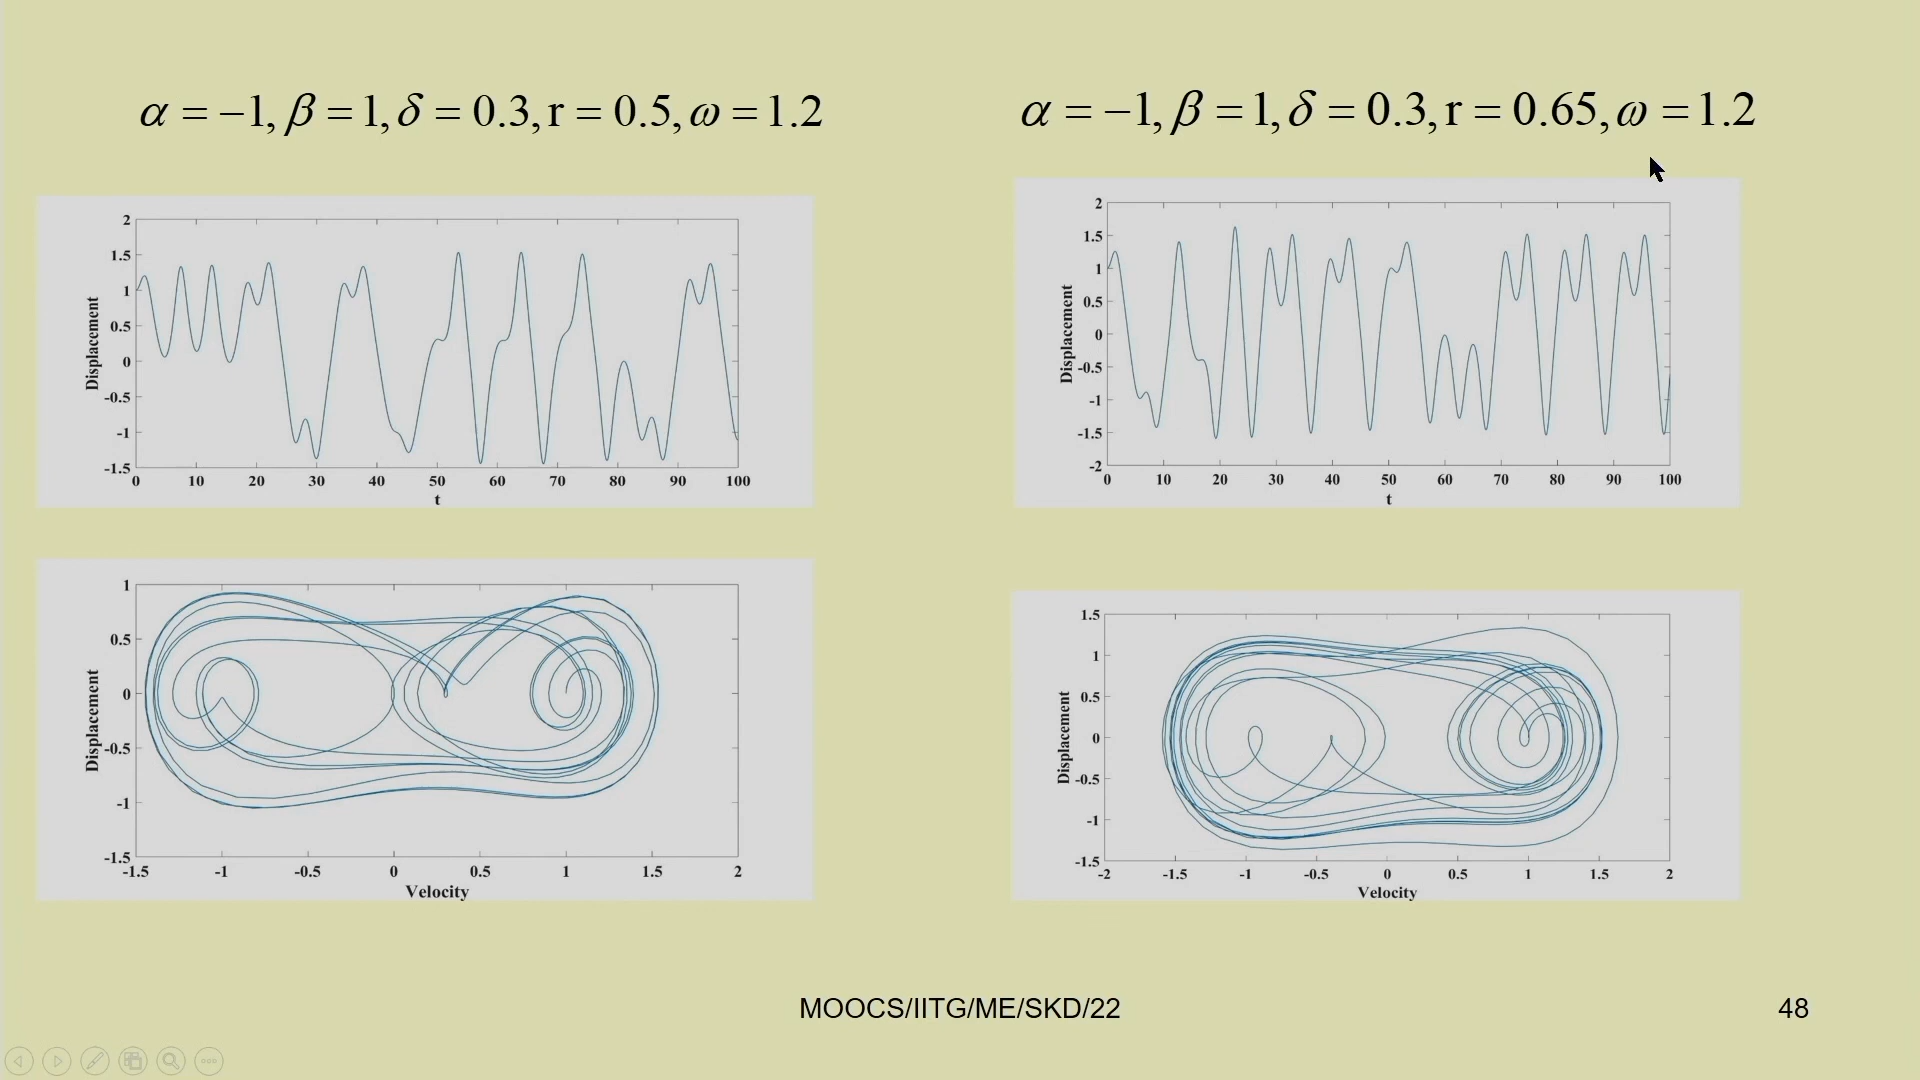 α = −1, β = 1, δ = 0.3, r = 0.5, ω = 1.2
α = −1, β = 1, δ = 0.3, r = 0.65, ω = 1.2
Displacement
2
1.5
1
0.5
0
-0.5
-1
-1.5
0 10 20 30 40 50 60 70 80 90 100
t
Displacement
2
1.5
1
0.5
0
-0.5
-1
-1.5
-2
0 10 20 30 40 50 60 70 80 90 100
t
Displacement
1
0.5
0
-0.5
-1
-1.5
-1.5 -1 -0.5 0 0.5 1 1.5 2
Velocity
Displacement
1.5
1
0.5
0
-0.5
-1
-1.5
-2 -1.5 -1 -0.5 0 0.5 1 1.5 2
Velocity
MOOCS/IITG/ME/SKD/22
48